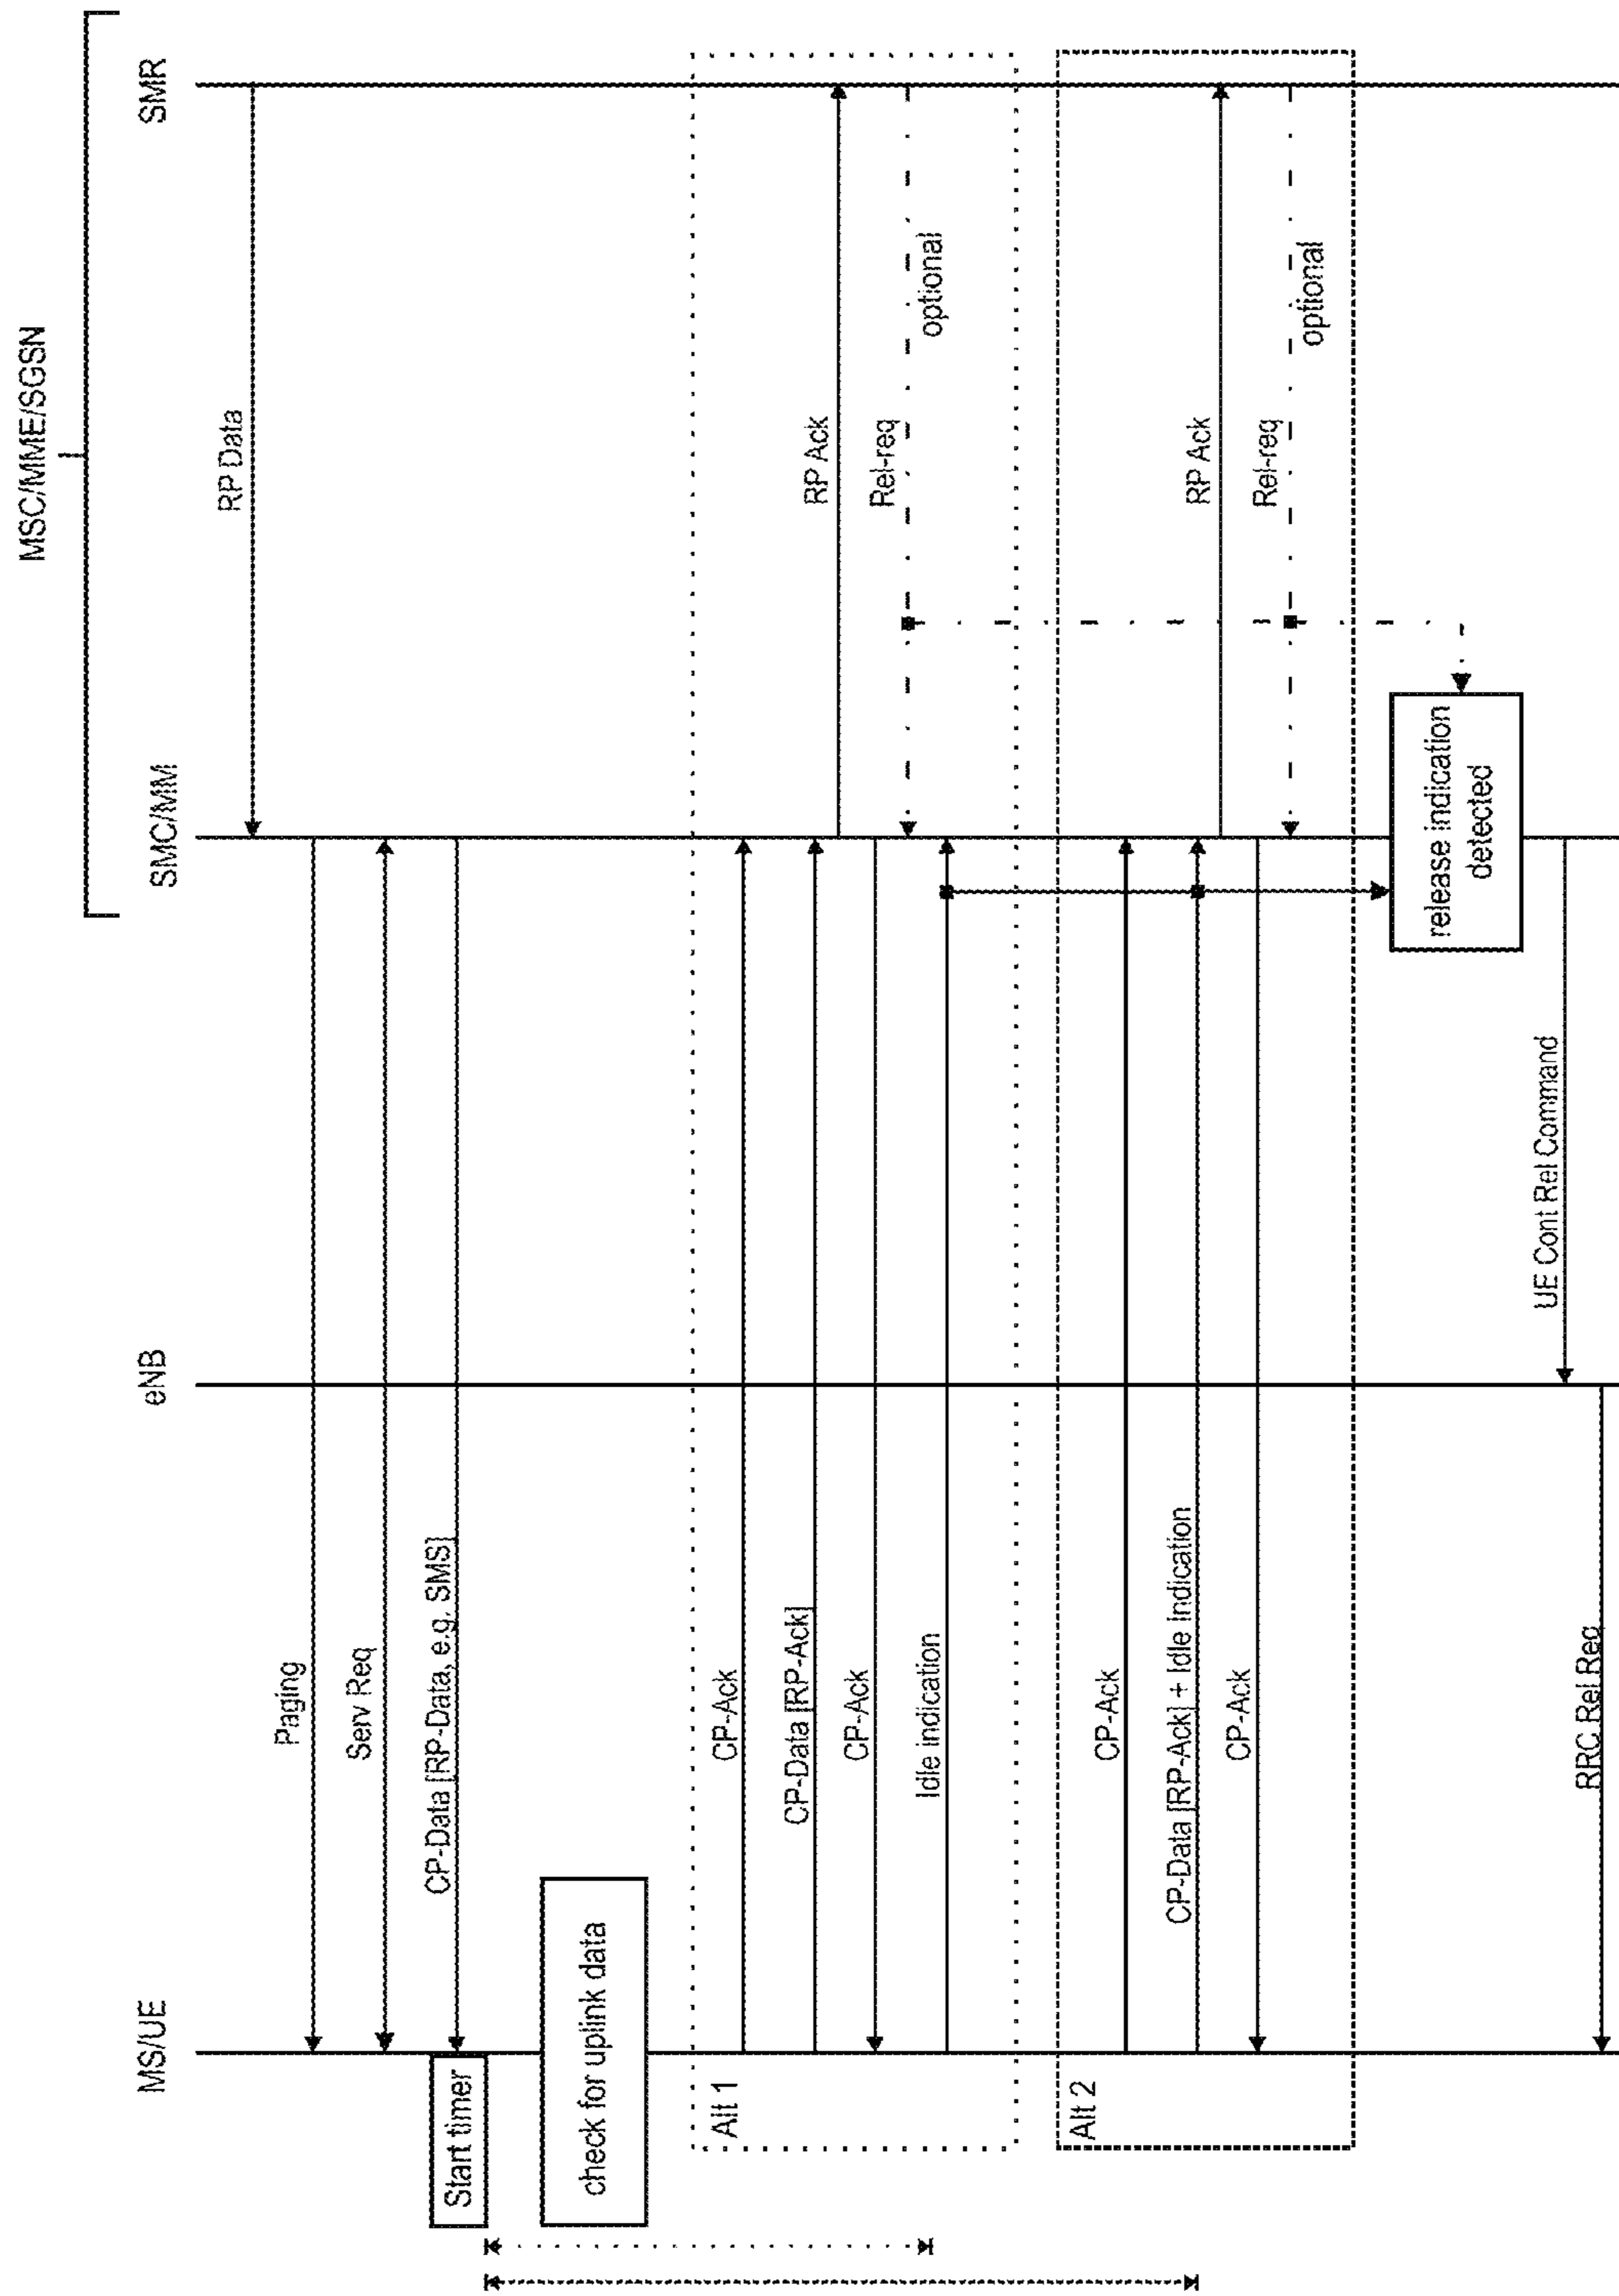 MSC/MME/SGSN
MS/UE
eNB
SMC/MM
SMR
RP Data
Paging
Serv Req
CP-Data [RP-Data, e.g. SMS]
Start timer
check for uplink data
Alt 1
CP-Ack
CP-Data [RP-Ack]
RP Ack
CP-Ack
Rel-req
optional
Idle indication
Alt 2
CP-Ack
CP-Data [RP-Ack] + Idle Indication
RP Ack
CP-Ack
Rel-req
optional
release indication
detected
UE Cont Rel Command
RRC Rel Req